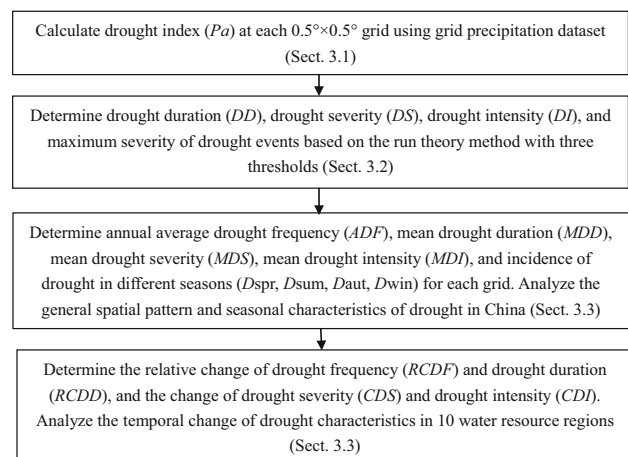 Calculate drought index (Pa) at each 0.5°×0.5° grid using grid precipitation dataset
(Sect. 3.1)
Determine drought duration (DD), drought severity (DS), drought intensity (DI), and
maximum severity of drought events based on the run theory method with three
thresholds (Sect. 3.2)
Determine annual average drought frequency (ADF), mean drought duration (MDD),
mean drought severity (MDS), mean drought intensity (MDI), and incidence of
drought in different seasons (Dspr, Dsum, Daut, Dwin) for each grid. Analyze the
general spatial pattern and seasonal characteristics of drought in China (Sect. 3.3)
Determine the relative change of drought frequency (RCDF) and drought duration
(RCDD), and the change of drought severity (CDS) and drought intensity (CDI).
Analyze the temporal change of drought characteristics in 10 water resource regions
(Sect. 3.3)